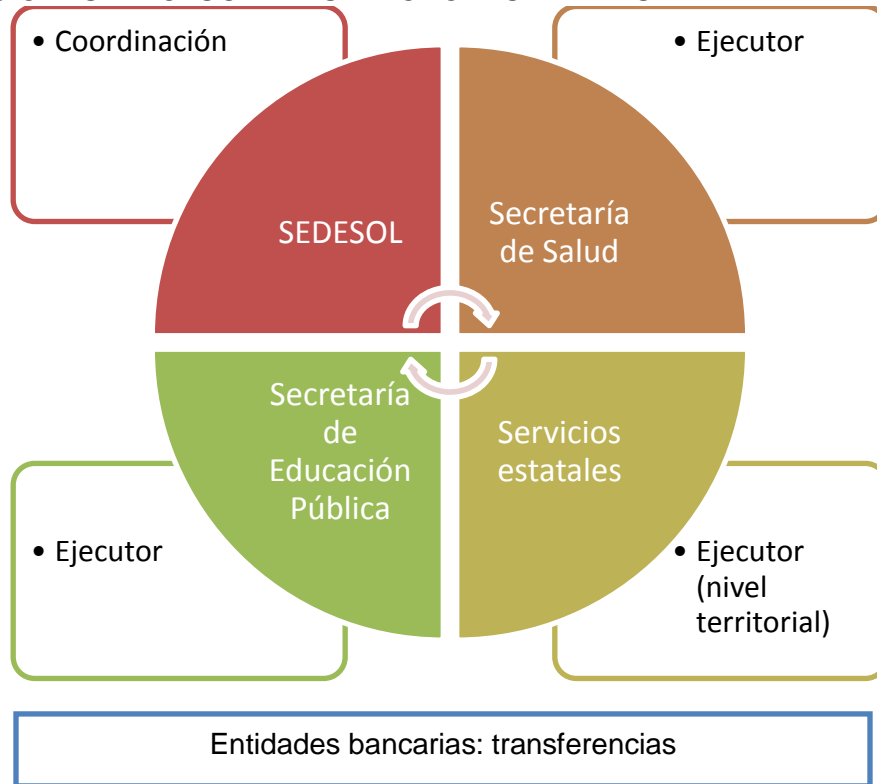 • Coordinación
• Ejecutor
SEDESOL
Secretaría
de Salud
Secretaría
de
Educación
Pública
Servicios
estatales
• Ejecutor
• Ejecutor
(nivel
territorial)
Entidades bancarias: transferencias